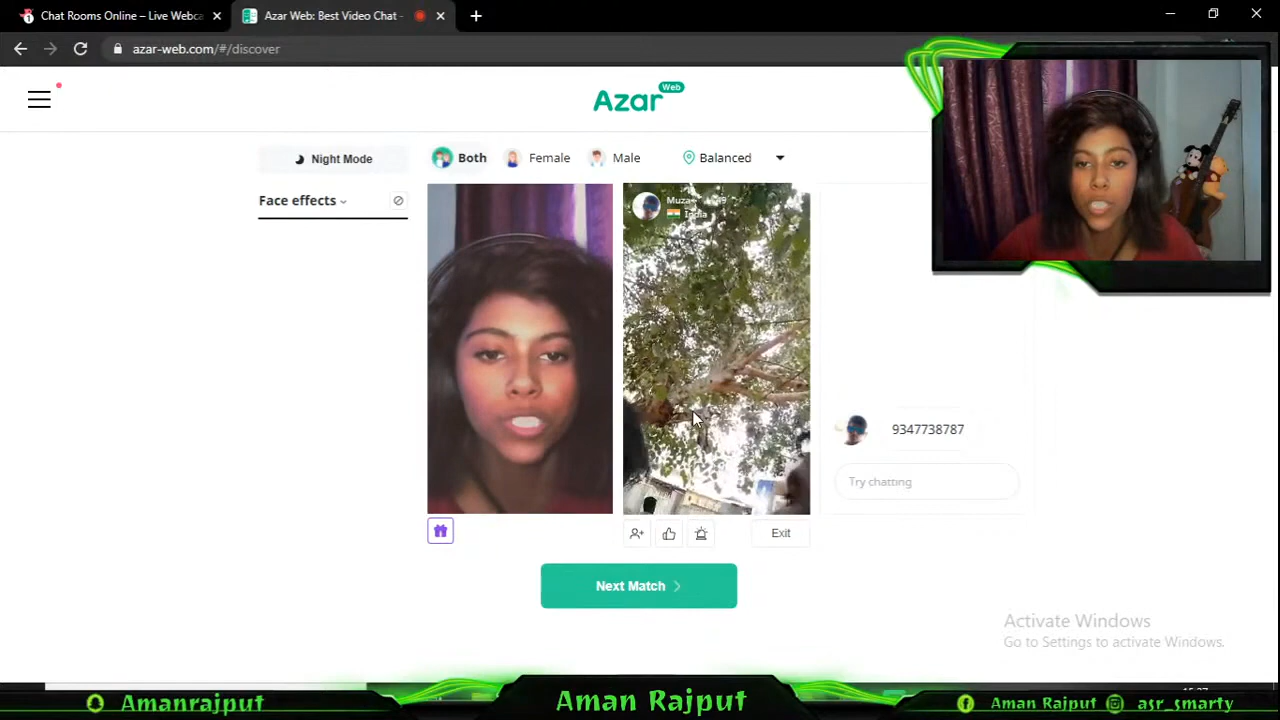 Chat Rooms Online – Live Webca
Azar Web: Best Video Chat -
azar-web.com/#/discover
Azar Web
Night Mode
Both
Female
Male
Balanced
Face effects
India
9347738787
Try chatting
Exit
Next Match
Activate Windows
Go to Settings to activate Windows.
Amanrajput
Aman Rajput
Aman Rajput
asr_smarty